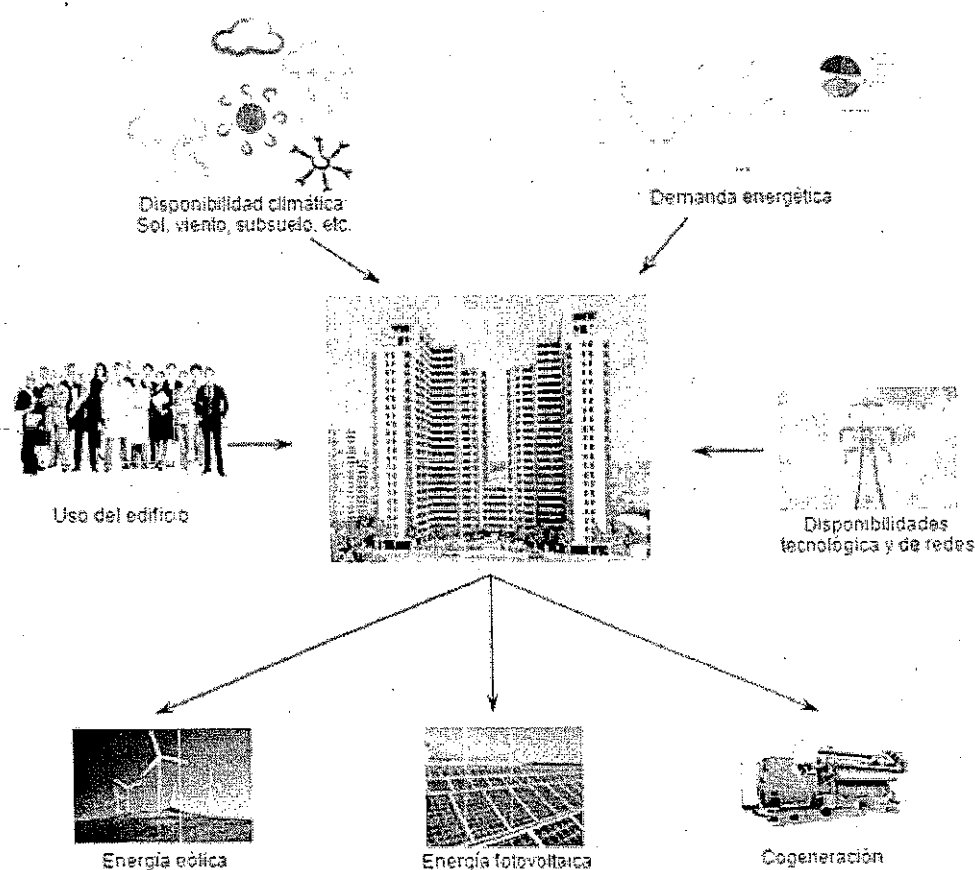 Disponibilidad climática:
Sol, viento, subsuelo, etc.
Demanda energética
Uso del edificio
Disponibilidades
tecnológica y de redes
Energía eólica
Energía fotovoltaica
Cogeneración